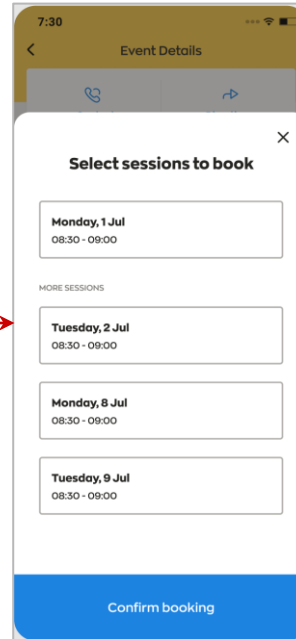 7:30
Event Details
Select sessions to book
Monday, 1 Jul
08:30 - 09:00
MORE SESSIONS
Tuesday, 2 Jul
08:30 - 09:00
Monday, 8 Jul
08:30 - 09:00
Tuesday, 9 Jul
08:30 - 09:00
Confirm booking